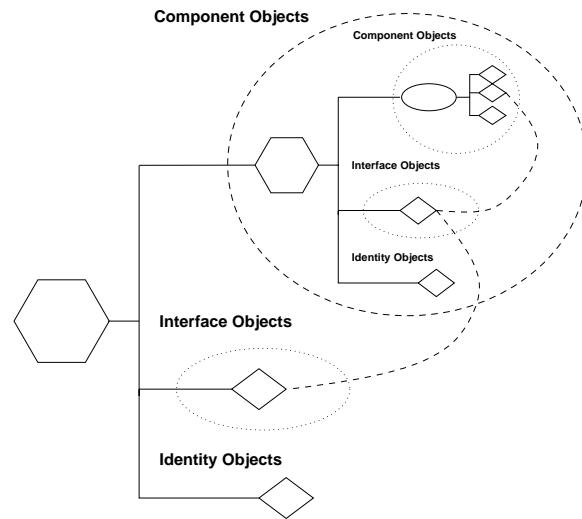 Component Objects
Component Objects
Interface Objects
Identity Objects
Interface Objects
Identity Objects